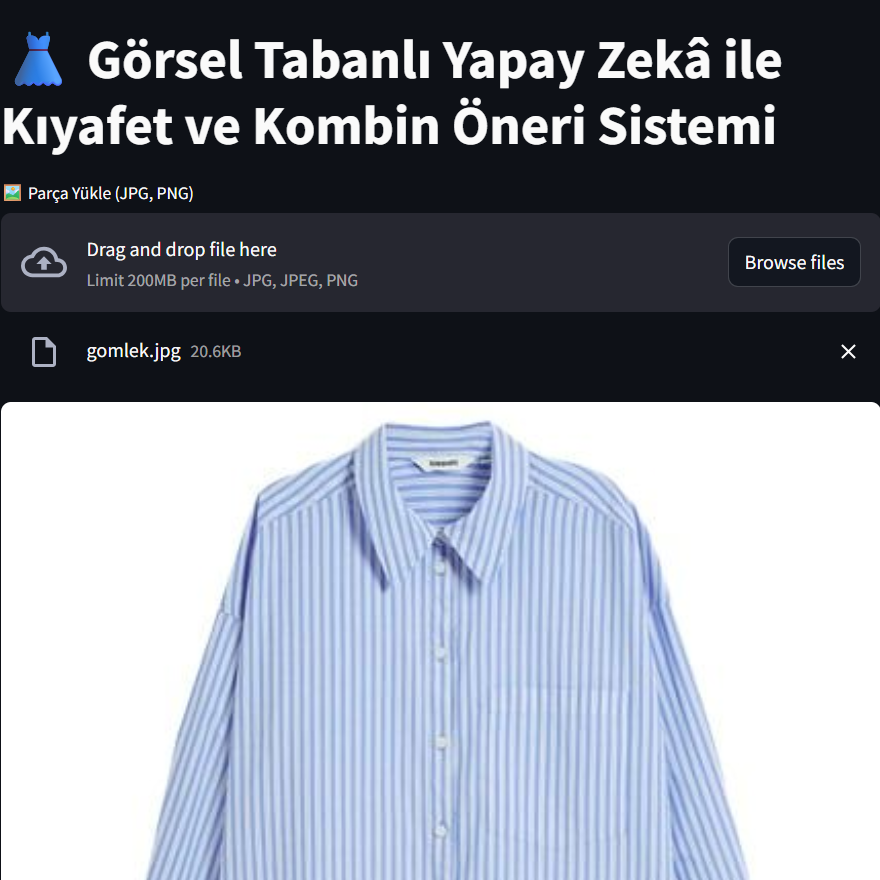 Görsel Tabanlı Yapay Zekâ ile
Kıyafet ve Kombin Öneri Sistemi
Parça Yükle (JPG, PNG)
Drag and drop file here
Limit 200MB per file • JPG, JPEG, PNG
Browse files
gomlek.jpg 20.6KB